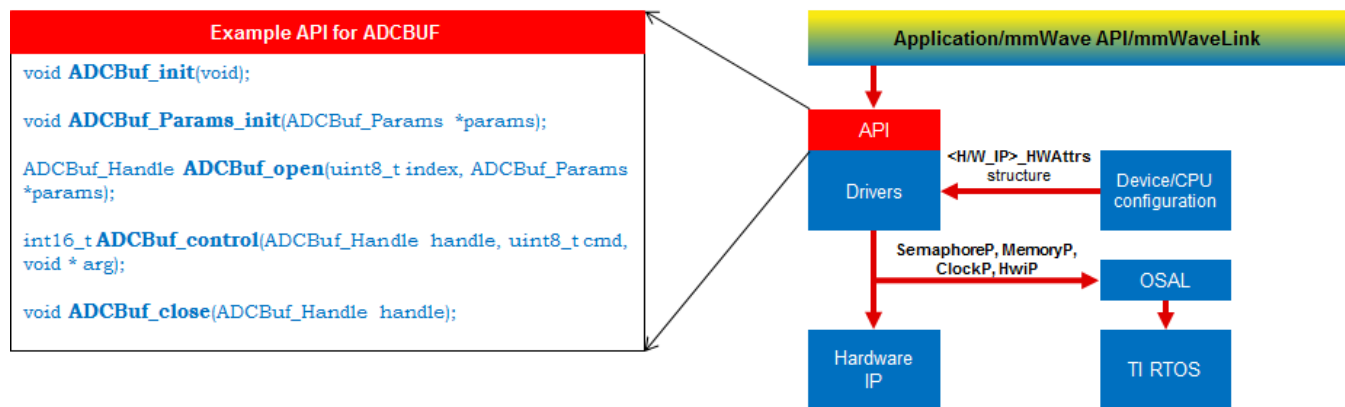 Example API for ADCBUF
void ADCBuf_init(void);
void ADCBuf_Params_init(ADCBuf_Params *params);
ADCBuf_Handle ADCBuf_open(uint8_t index, ADCBuf_Params
*params);
int16_t ADCBuf_control(ADCBuf_Handle handle, uint8_t cmd,
void * arg);
void ADCBuf_close(ADCBuf_Handle handle);
Application/mmWave API/mmWaveLink
API
Drivers
<H/W_IP>_HWAttrs
structure
Device/CPU
configuration
SemaphoreP, MemoryP,
ClockP, HwiP
OSAL
Hardware
IP
TI RTOS